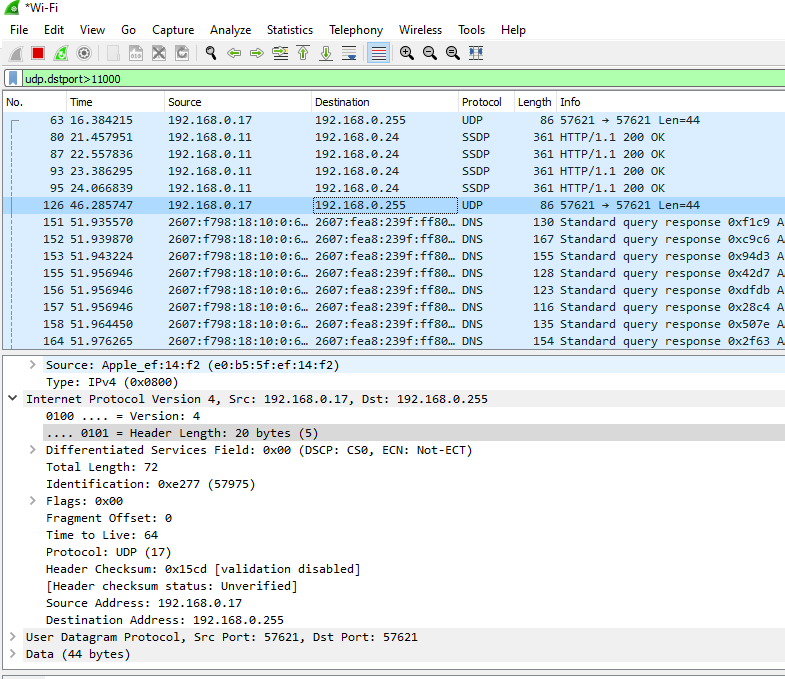 *Wi-Fi
File Edit View Go Capture Analyze Statistics Telephony Wireless Tools Help
udp.dstport>11000
No. Time Source Destination Protocol Length Info
63 16.384215 192.168.0.17 192.168.0.255 UDP 86 57621 → 57621 Len=44
80 21.457951 192.168.0.11 192.168.0.24 SSDP 361 HTTP/1.1 200 OK
87 22.557836 192.168.0.11 192.168.0.24 SSDP 361 HTTP/1.1 200 OK
93 23.386295 192.168.0.11 192.168.0.24 SSDP 361 HTTP/1.1 200 OK
95 24.066839 192.168.0.11 192.168.0.24 SSDP 361 HTTP/1.1 200 OK
126 46.285747 192.168.0.17 192.168.0.255 UDP 86 57621 → 57621 Len=44
151 51.935570 2607:f798:18:10:0:6… 2607:fea8:239f:ff80… DNS 130 Standard query response 0xf1c9 A
152 51.939870 2607:f798:18:10:0:6… 2607:fea8:239f:ff80… DNS 167 Standard query response 0xc9c6 A
153 51.943224 2607:f798:18:10:0:6… 2607:fea8:239f:ff80… DNS 155 Standard query response 0x94d3 A
155 51.956946 2607:f798:18:10:0:6… 2607:fea8:239f:ff80… DNS 128 Standard query response 0x42d7 A
156 51.956946 2607:f798:18:10:0:6… 2607:fea8:239f:ff80… DNS 123 Standard query response 0xdfdb A
157 51.956946 2607:f798:18:10:0:6… 2607:fea8:239f:ff80… DNS 116 Standard query response 0x28c4 A
158 51.964450 2607:f798:18:10:0:6… 2607:fea8:239f:ff80… DNS 135 Standard query response 0x507e A
164 51.976265 2607:f798:18:10:0:6… 2607:fea8:239f:ff80… DNS 154 Standard query response 0x2f63 A
Source: Apple_ef:14:f2 (e0:b5:5f:ef:14:f2)
Type: IPv4 (0x0800)
Internet Protocol Version 4, Src: 192.168.0.17, Dst: 192.168.0.255
0100 .... = Version: 4
.... 0101 = Header Length: 20 bytes (5)
Differentiated Services Field: 0x00 (DSCP: CS0, ECN: Not-ECT)
Total Length: 72
Identification: 0xe277 (57975)
Flags: 0x00
Fragment Offset: 0
Time to Live: 64
Protocol: UDP (17)
Header Checksum: 0x15cd [validation disabled]
[Header checksum status: Unverified]
Source Address: 192.168.0.17
Destination Address: 192.168.0.255
User Datagram Protocol, Src Port: 57621, Dst Port: 57621
Data (44 bytes)